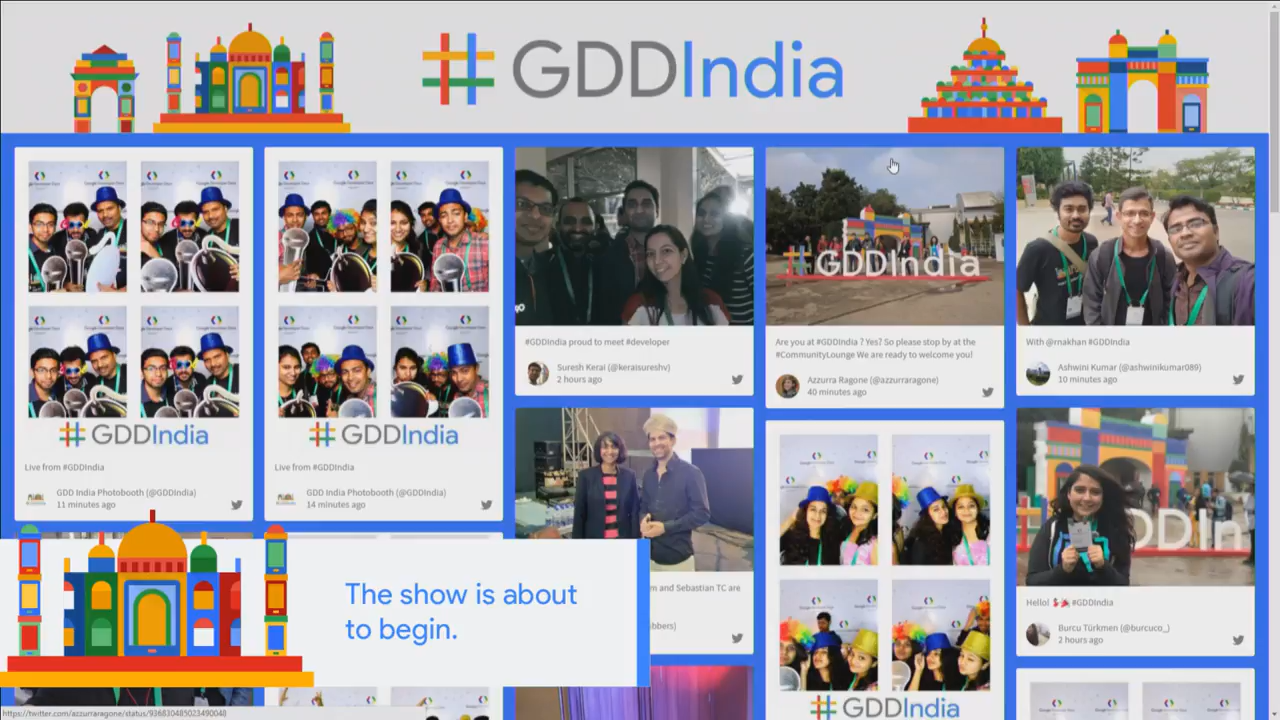 #GDDIndia
#GDDIndia
Live from #GDDIndia
GDD India Photobooth (@GDDIndia)
11 minutes ago
#GDDIndia
Live from #GDDIndia
GDD India Photobooth (@GDDIndia)
14 minutes ago
#GDDIndia proud to meet #developer
Suresh Kerai (@keraisureshv)
2 hours ago
#GDDIndia
Are you at #GDDIndia ? Yes? So please stop by at the
#CommunityLounge We are ready to welcome you!
Azzurra Ragone (@azzurraragone)
40 minutes ago
With @rnakhan #GDDIndia
Ashwini Kumar (@ashwinikumar089)
10 minutes ago
m and Sebastian TC are
bbers)
#GDDIndia
DDIn
Hello! 💃🎉 #GDDIndia
Burcu Türkmen (@burcuco_)
2 hours ago
The show is about
to begin.
https://twitter.com/azzurraragone/status/936830485023490048